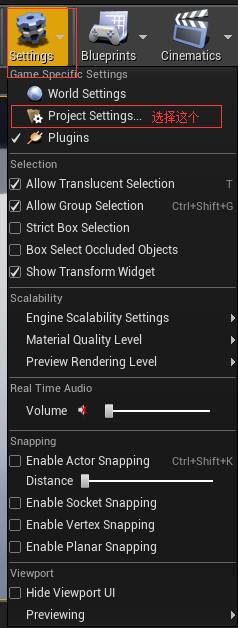 Settings Blueprints Cinematics
Game Specific Settings
World Settings
Project Settings... 选择这个
Plugins
Selection
Allow Translucent Selection T
Allow Group Selection Ctrl+Shift+G
Strict Box Selection
Box Select Occluded Objects
Show Transform Widget
Scalability
Engine Scalability Settings
Material Quality Level
Preview Rendering Level
Real Time Audio
Volume
Snapping
Enable Actor Snapping Ctrl+Shift+K
Distance
Enable Socket Snapping
Enable Vertex Snapping
Enable Planar Snapping
Viewport
Hide Viewport UI
Previewing